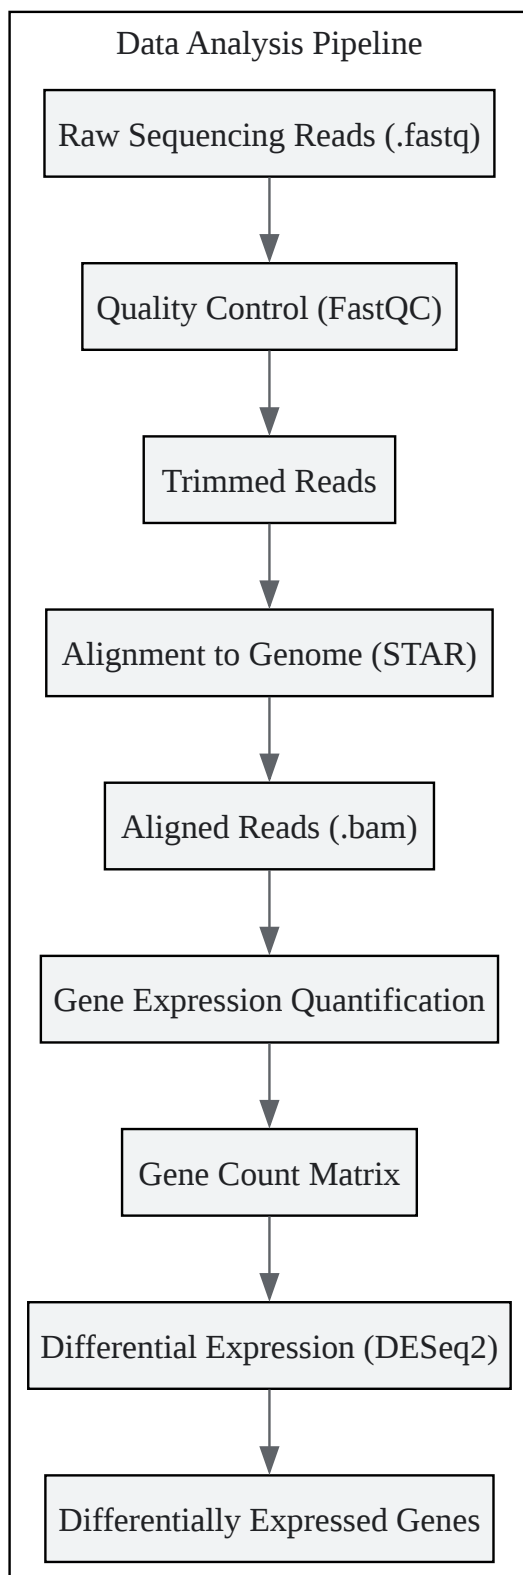 Data Analysis Pipeline
Raw Sequencing Reads (.fastq)
Quality Control (FastQC)
Trimmed Reads
Alignment to Genome (STAR)
Aligned Reads (.bam)
Gene Expression Quantification
Gene Count Matrix
Differential Expression (DESeq2)
Differentially Expressed Genes